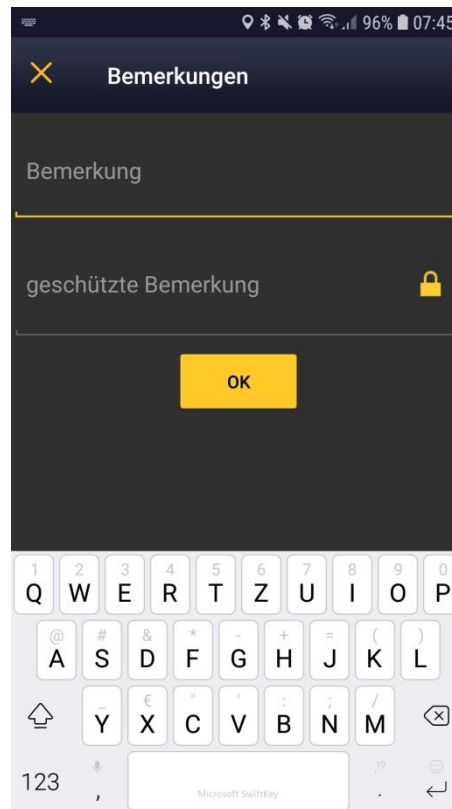 96% 07:45
Bemerkungen
Bemerkung
geschützte Bemerkung
OK
1 2 3 4 5 6 7 8 9 0
Q W E R T Z U I O P
@ # & * - + = ( )
A S D F G H J K L
_ € " ' : ; /
Y X C V B N M
123 , Microsoft SwiftKey . ,!?